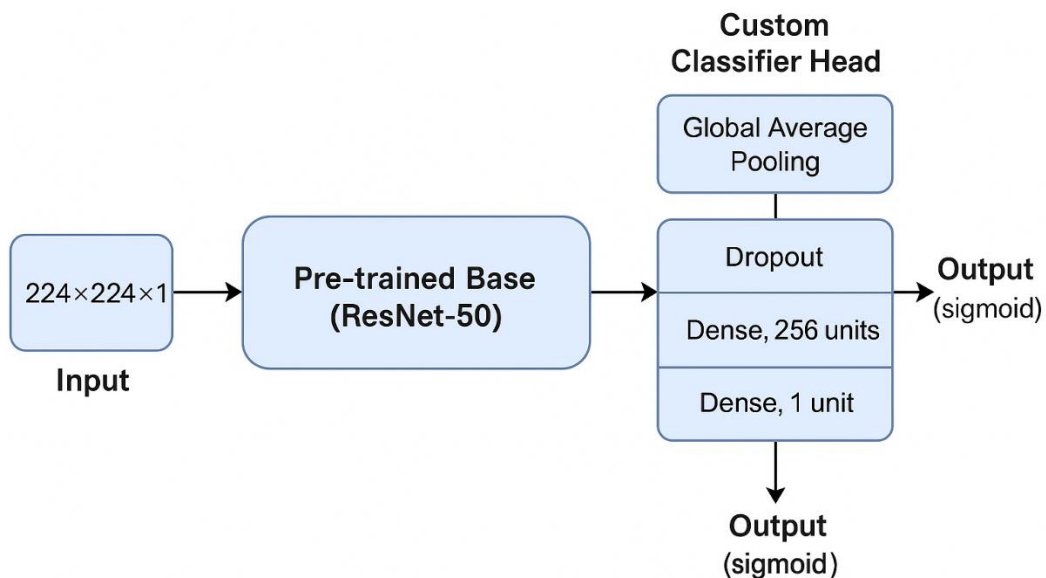 224×224×1
Input
Pre-trained Base
(ResNet-50)
Custom
Classifier Head
Global Average
Pooling
Dropout
Dense, 256 units
Dense, 1 unit
Output
(sigmoid)
Output
(sigmoid)